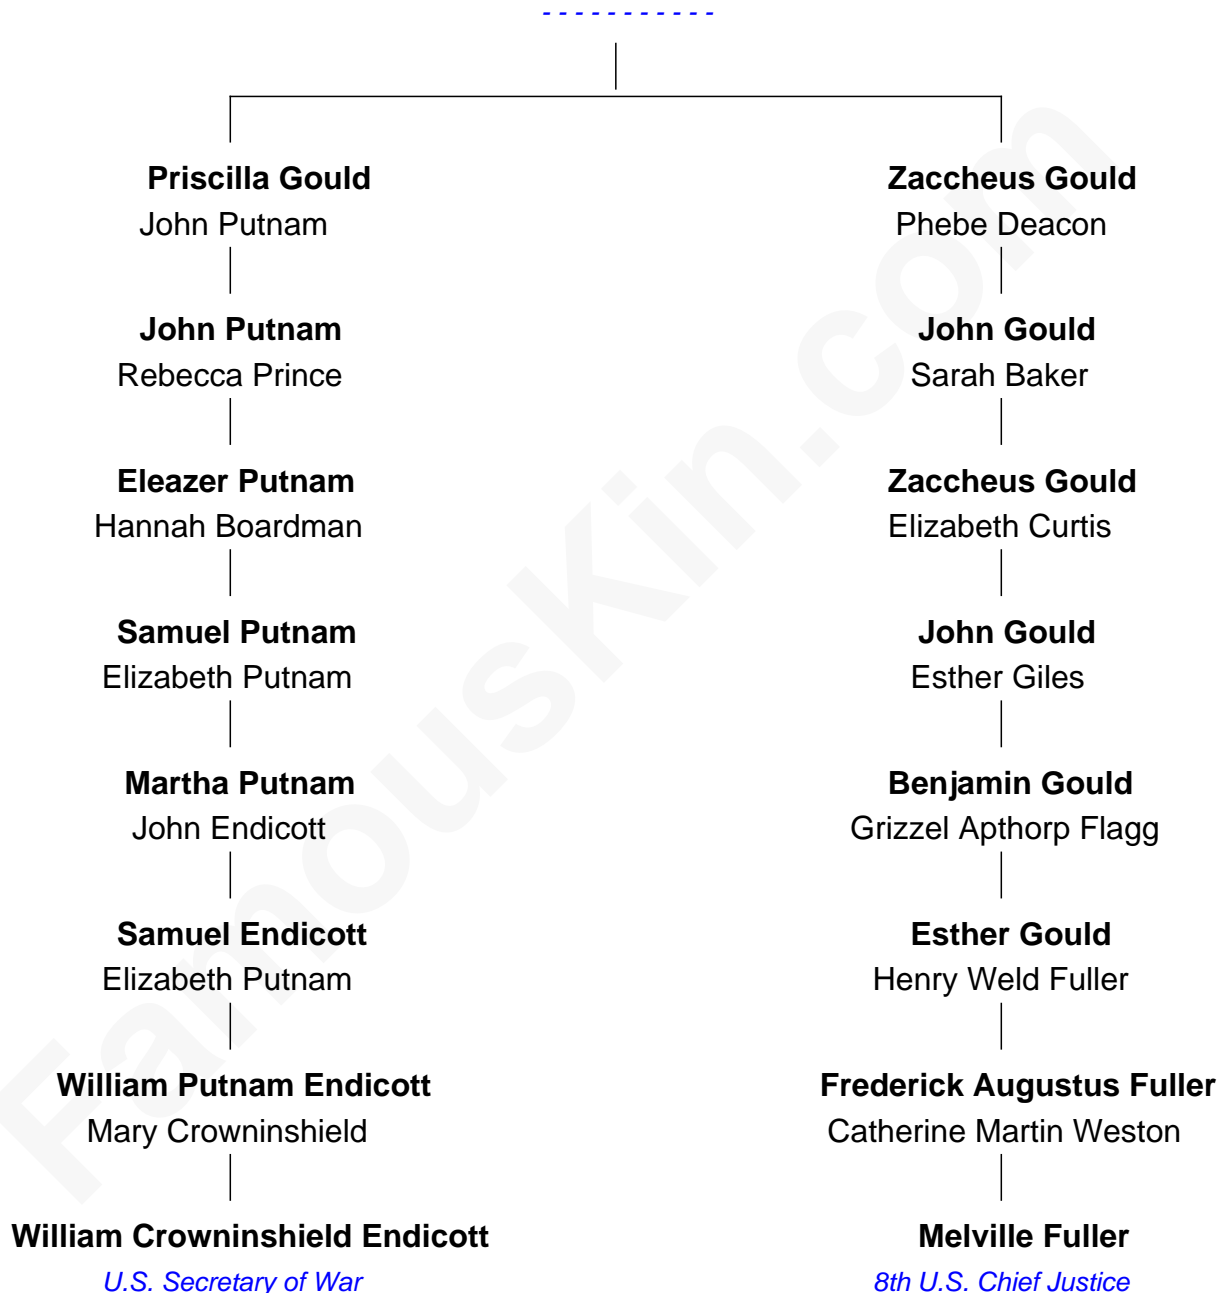 - - - - - - - - - - -
Priscilla Gould
John Putnam
Zaccheus Gould
Phebe Deacon
John Putnam
Rebecca Prince
John Gould
Sarah Baker
Eleazer Putnam
Hannah Boardman
Zaccheus Gould
Elizabeth Curtis
Samuel Putnam
Elizabeth Putnam
John Gould
Esther Giles
Martha Putnam
John Endicott
Benjamin Gould
Grizzel Apthorp Flagg
Samuel Endicott
Elizabeth Putnam
Esther Gould
Henry Weld Fuller
William Putnam Endicott
Mary Crowninshield
Frederick Augustus Fuller
Catherine Martin Weston
William Crowninshield Endicott
U.S. Secretary of War
Melville Fuller
8th U.S. Chief Justice
FamousKin.com